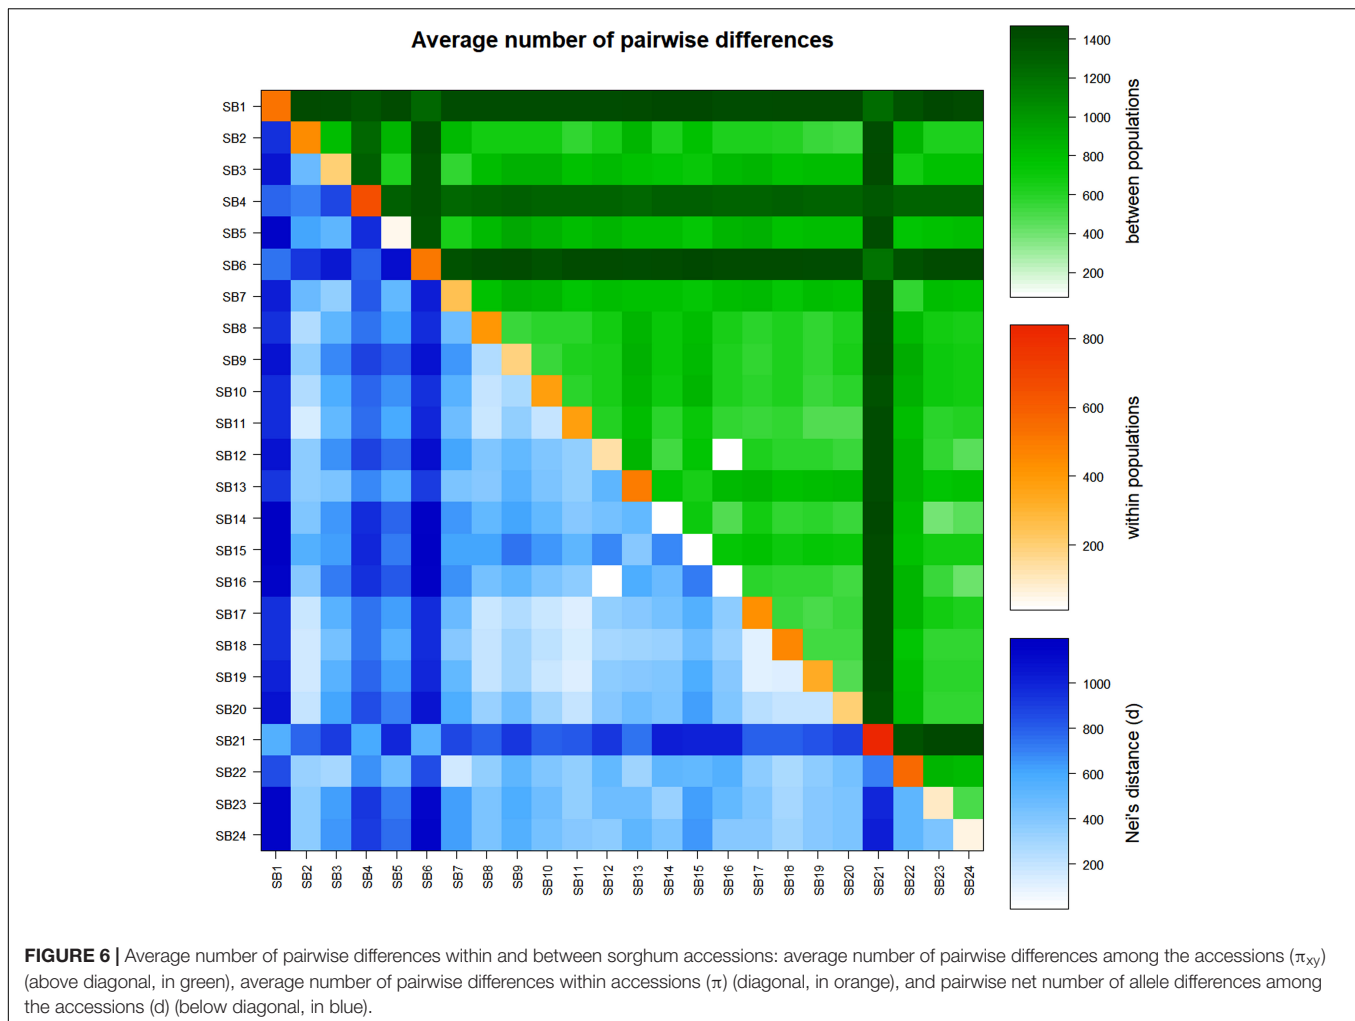 Average number of pairwise differences
SB1
SB2
SB3
SB4
SB5
SB6
SB7
SB8
SB9
SB10
SB11
SB12
SB13
SB14
SB15
SB16
SB17
SB18
SB19
SB20
SB21
SB22
SB23
SB24
SB1 SB2 SB3 SB4 SB5 SB6 SB7 SB8 SB9 SB10 SB11 SB12 SB13 SB14 SB15 SB16 SB17 SB18 SB19 SB20 SB21 SB22 SB23 SB24
1400
1200
1000
800
600
400
200
between populations
800
600
400
200
within populations
1000
800
600
400
200
Nei's distance (d)
FIGURE 6 | Average number of pairwise differences within and between sorghum accessions: average number of pairwise differences among the accessions (πxy)
(above diagonal, in green), average number of pairwise differences within accessions (π) (diagonal, in orange), and pairwise net number of allele differences among
the accessions (d) (below diagonal, in blue).